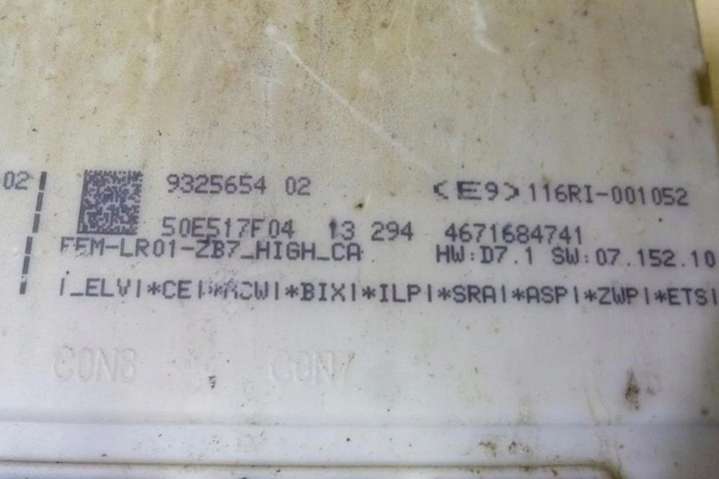 02 9325654 02 <E9> 116RI-001052
50E517F04 13 294 4671684741
FEM-LR01-ZB7_HIGH_CA HW:D7.1 SW:07.152.10
|_ELV|*CE|*ACW|*BIX|*ILP|*SRA|*ASP|*ZWP|*ETS|
CON8 CON7